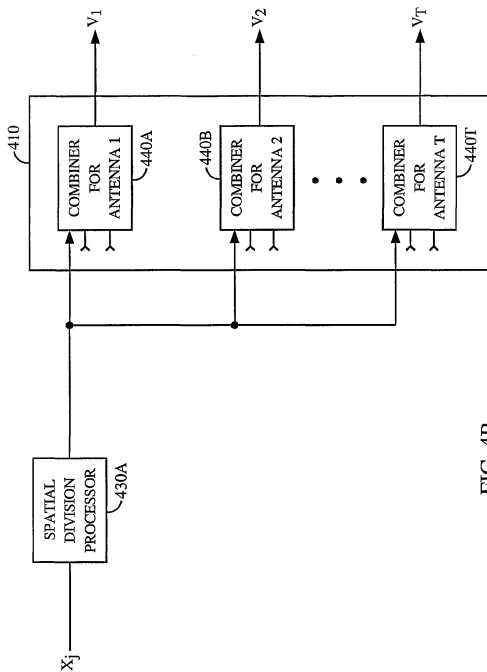 Xj
SPATIAL
DIVISION
PROCESSOR
430A
410
COMBINER
FOR
ANTENNA 1
440A
V1
COMBINER
FOR
ANTENNA 2
440B
V2
COMBINER
FOR
ANTENNA T
440T
VT
FIG. 4B